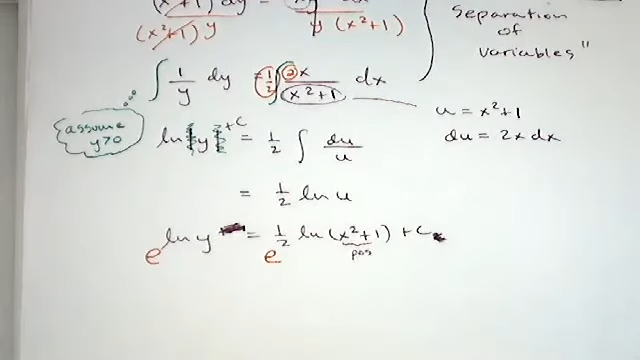 (x²+1) dy = xy
(x²+1) y y (x²+1)
Separation
of
Variables"
∫ 1/y dy = 1/2 ∫ 2x/(x²+1) dx
u = x²+1
du = 2x dx
assume
y>0
ln |y| +C = 1/2 ∫ du/u
= 1/2 ln u
e ln y = e 1/2 ln (x²+1) + C
pos